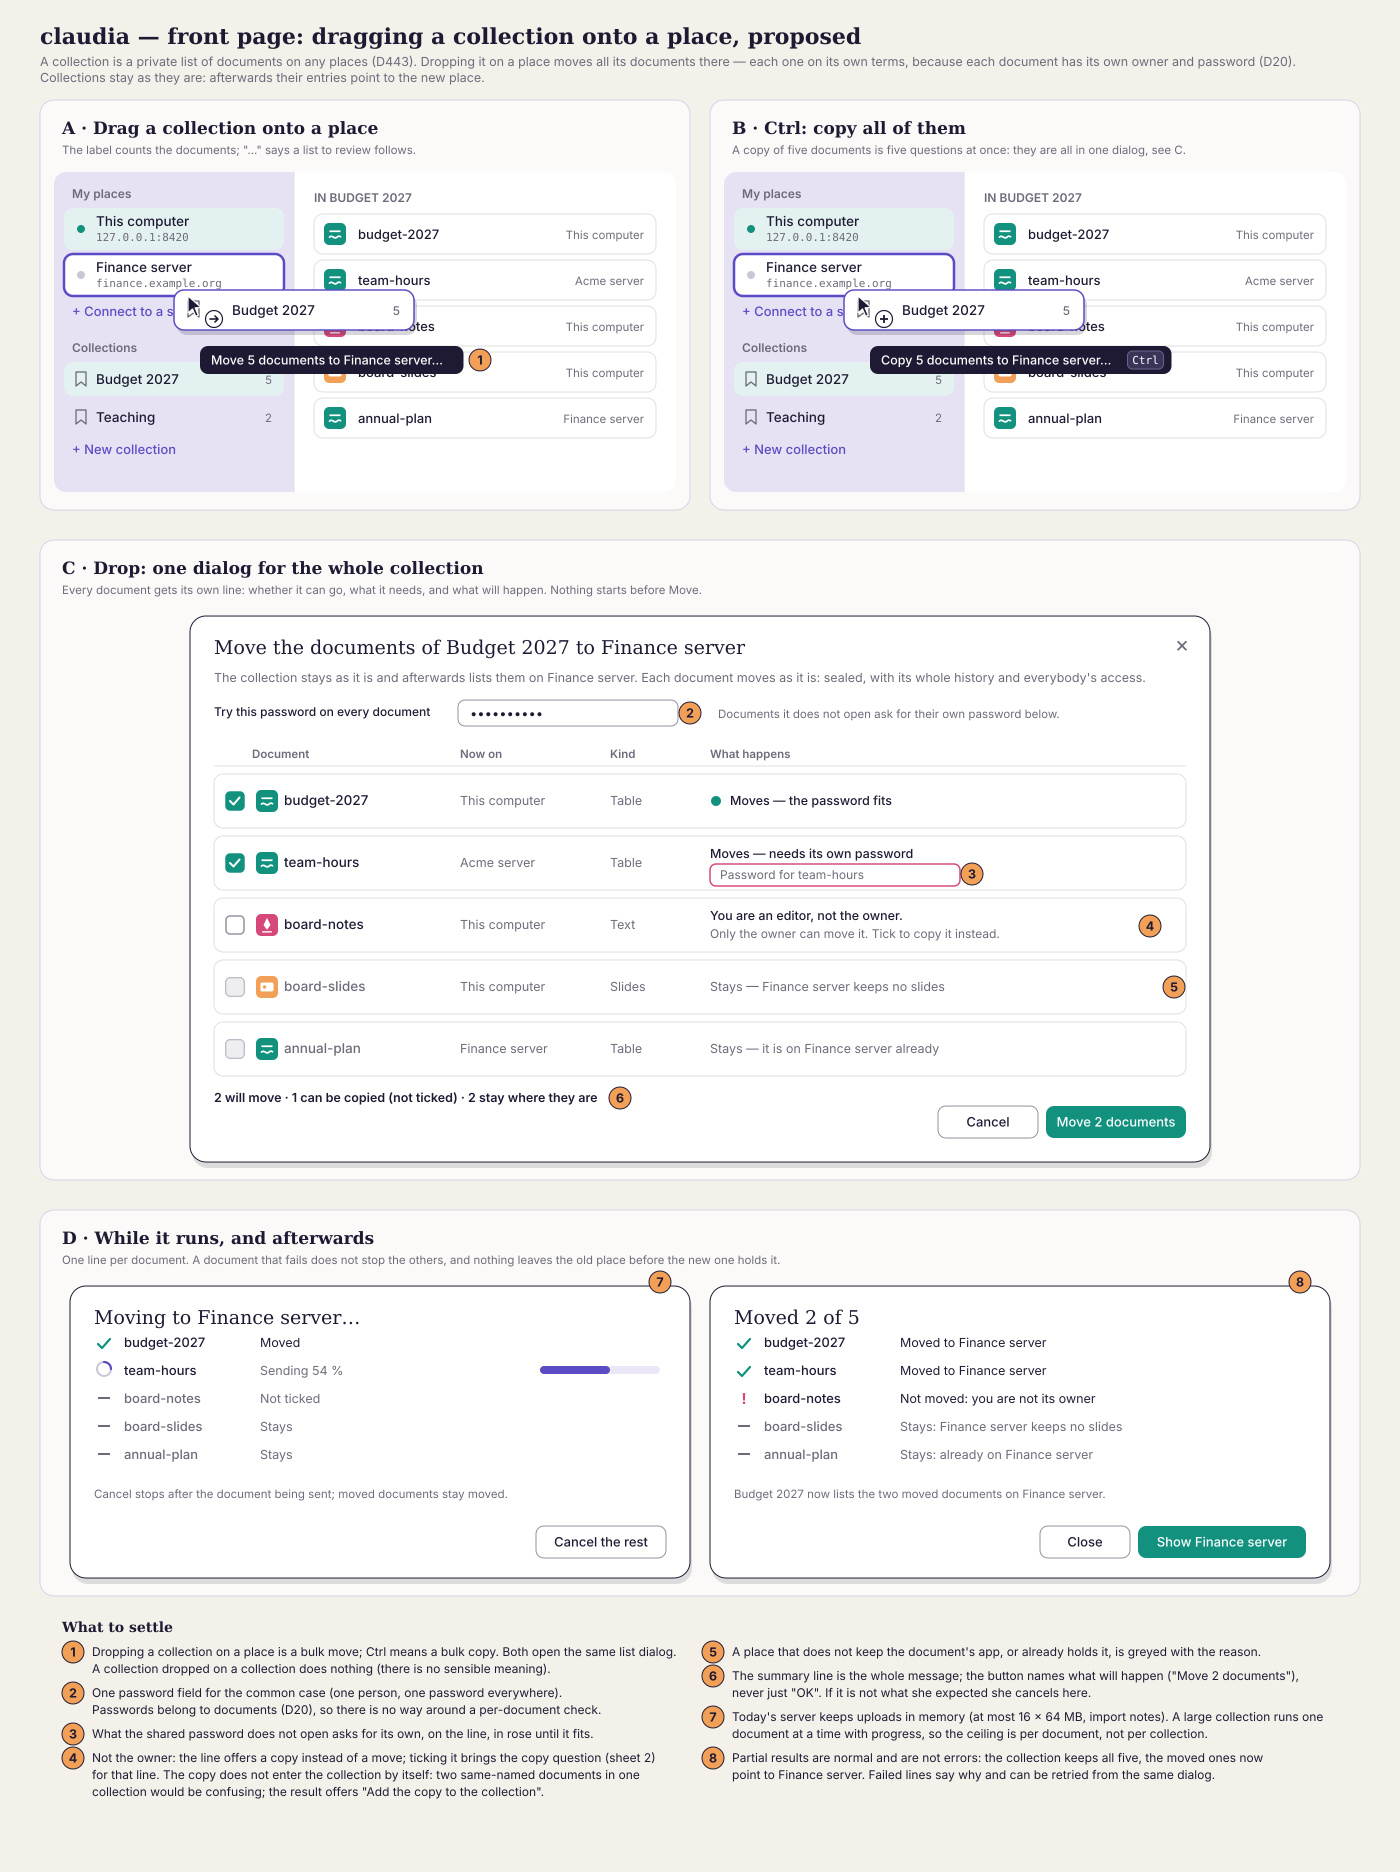 claudia — front page: dragging a collection onto a place, proposed
A collection is a private list of documents on any places (D443). Dropping it on a place moves all its documents there — each one on its own terms, because each document has its own owner and password (D20).
Collections stay as they are: afterwards their entries point to the new place.
A · Drag a collection onto a place
The label counts the documents; "…" says a list to review follows.
My places
This computer
127.0.0.1:8420
Finance server
finance.example.org
+ Connect to a s
Budget 2027 5
Move 5 documents to Finance server… 1
Collections
Budget 2027 5
Teaching 2
+ New collection
IN BUDGET 2027
budget-2027 This computer
team-hours Acme server
notes This computer
This computer
annual-plan Finance server
B · Ctrl: copy all of them
A copy of five documents is five questions at once: they are all in one dialog, see C.
My places
This computer
127.0.0.1:8420
Finance server
finance.example.org
+ Connect to a s
Budget 2027 5
Copy 5 documents to Finance server… Ctrl
Collections
Budget 2027 5
Teaching 2
+ New collection
IN BUDGET 2027
budget-2027 This computer
team-hours Acme server
notes This computer
This computer
annual-plan Finance server
C · Drop: one dialog for the whole collection
Every document gets its own line: whether it can go, what it needs, and what will happen. Nothing starts before Move.
Move the documents of Budget 2027 to Finance server ✕
The collection stays as it is and afterwards lists them on Finance server. Each document moves as it is: sealed, with its whole history and everybody's access.
Try this password on every document •••••••••• 2 Documents it does not open ask for their own password below.
Document Now on Kind What happens
budget-2027 This computer Table Moves — the password fits
team-hours Acme server Table Moves — needs its own password
Password for team-hours 3
board-notes This computer Text You are an editor, not the owner.
Only the owner can move it. Tick to copy it instead. 4
board-slides This computer Slides Stays — Finance server keeps no slides 5
annual-plan Finance server Table Stays — it is on Finance server already
2 will move · 1 can be copied (not ticked) · 2 stay where they are 6
Cancel Move 2 documents
D · While it runs, and afterwards
One line per document. A document that fails does not stop the others, and nothing leaves the old place before the new one holds it.
7
Moving to Finance server…
budget-2027 Moved
team-hours Sending 54 %
board-notes Not ticked
board-slides Stays
annual-plan Stays
Cancel stops after the document being sent; moved documents stay moved.
Cancel the rest
8
Moved 2 of 5
budget-2027 Moved to Finance server
team-hours Moved to Finance server
! board-notes Not moved: you are not its owner
board-slides Stays: Finance server keeps no slides
annual-plan Stays: already on Finance server
Budget 2027 now lists the two moved documents on Finance server.
Close Show Finance server
What to settle
1 Dropping a collection on a place is a bulk move; Ctrl means a bulk copy. Both open the same list dialog.
A collection dropped on a collection does nothing (there is no sensible meaning).
2 One password field for the common case (one person, one password everywhere).
Passwords belong to documents (D20), so there is no way around a per-document check.
3 What the shared password does not open asks for its own, on the line, in rose until it fits.
4 Not the owner: the line offers a copy instead of a move; ticking it brings the copy question (sheet 2)
for that line. The copy does not enter the collection by itself: two same-named documents in one
collection would be confusing; the result offers "Add the copy to the collection".
5 A place that does not keep the document's app, or already holds it, is greyed with the reason.
6 The summary line is the whole message; the button names what will happen ("Move 2 documents"),
never just "OK". If it is not what she expected she cancels here.
7 Today's server keeps uploads in memory (at most 16 × 64 MB, import notes). A large collection runs one
document at a time with progress, so the ceiling is per document, not per collection.
8 Partial results are normal and are not errors: the collection keeps all five, the moved ones now
point to Finance server. Failed lines say why and can be retried from the same dialog.